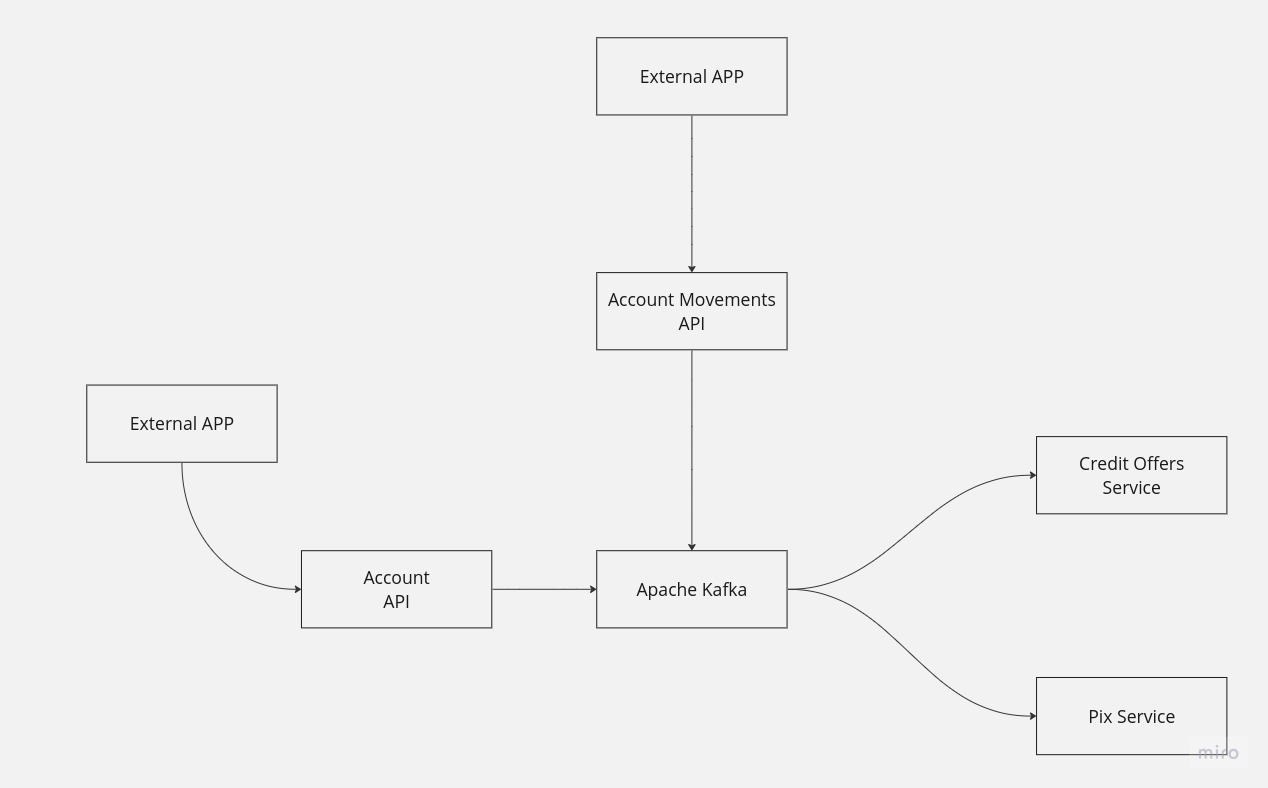 External APP
Account Movements
API
External APP
Credit Offers
Service
Account
API
Apache Kafka
Pix Service
miro